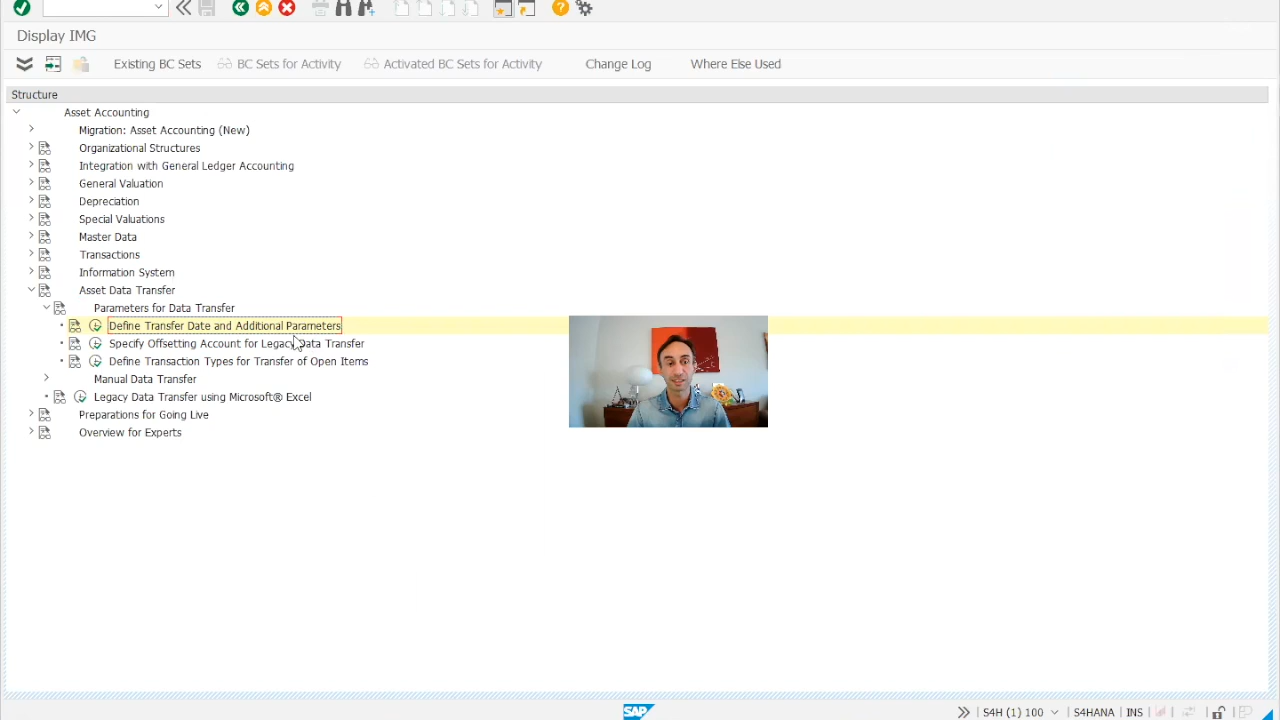 Display IMG
Existing BC Sets BC Sets for Activity Activated BC Sets for Activity Change Log Where Else Used
Structure
Asset Accounting
Migration: Asset Accounting (New)
Organizational Structures
Integration with General Ledger Accounting
General Valuation
Depreciation
Special Valuations
Master Data
Transactions
Information System
Asset Data Transfer
Parameters for Data Transfer
Define Transfer Date and Additional Parameters
Specify Offsetting Account for Legacy Data Transfer
Define Transaction Types for Transfer of Open Items
Manual Data Transfer
Legacy Data Transfer using Microsoft® Excel
Preparations for Going Live
Overview for Experts
SAP S4H (1) 100 S4HANA INS